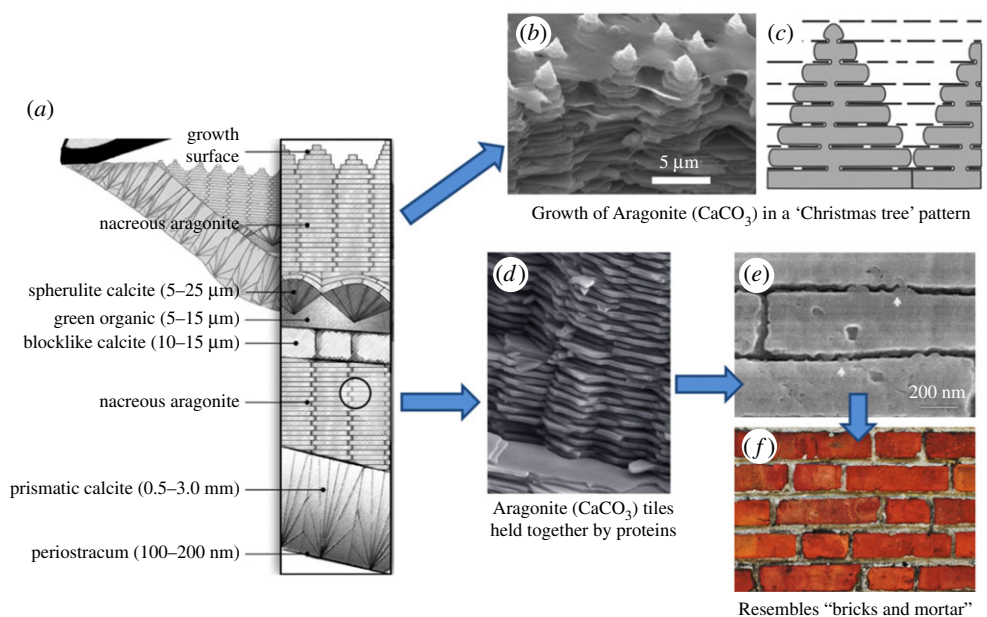 (a)
growth
surface
nacreous aragonite
spherulite calcite (5–25 µm)
green organic (5–15 µm)
blocklike calcite (10–15 µm)
nacreous aragonite
prismatic calcite (0.5–3.0 mm)
periostracum (100–200 nm)
(b)
5 µm
(c)
Growth of Aragonite (CaCO3) in a ‘Christmas tree’ pattern
(d)
Aragonite (CaCO3) tiles
held together by proteins
(e)
200 nm
(f)
Resembles “bricks and mortar”